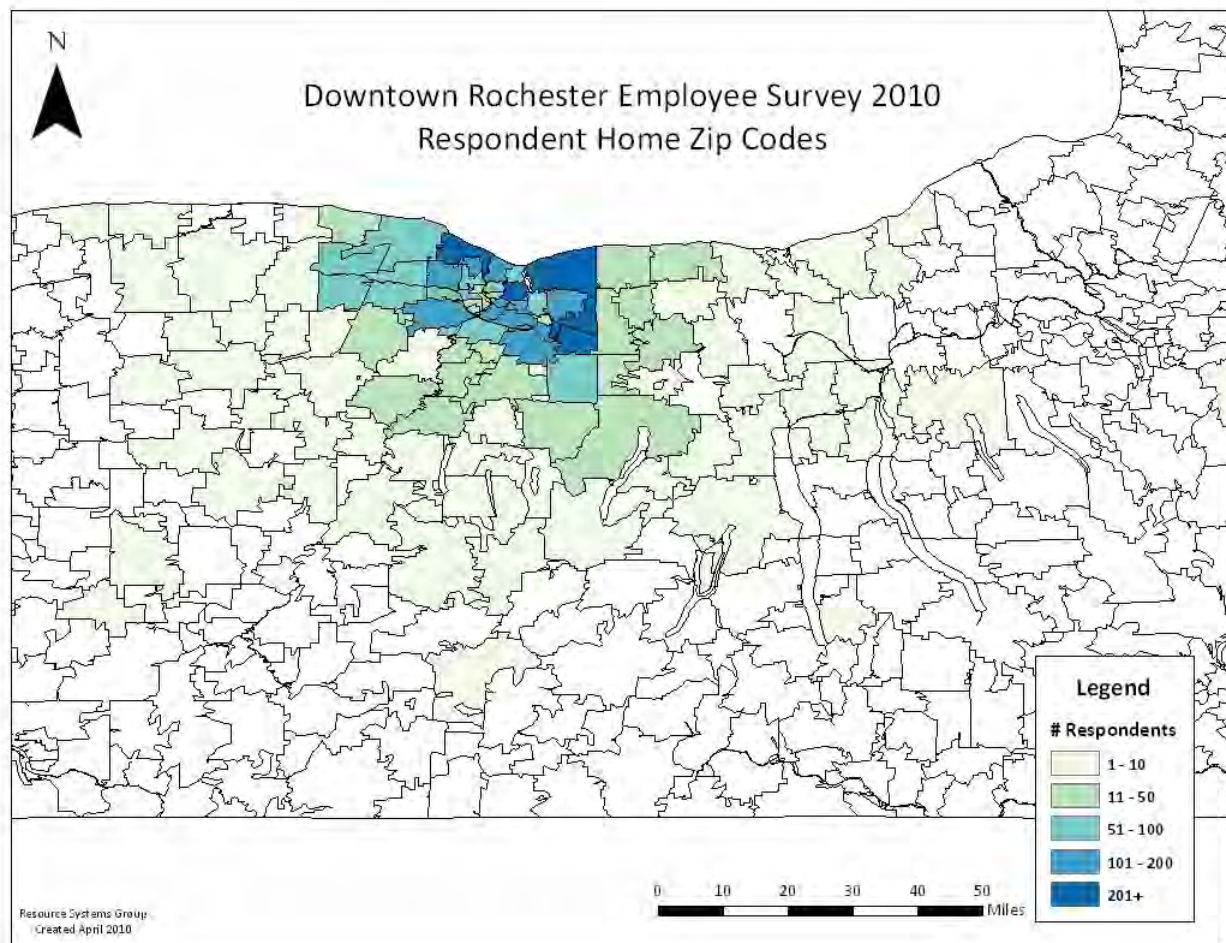 N
Downtown Rochester Employee Survey 2010
Respondent Home Zip Codes
Legend
# Respondents
1 - 10
11 - 50
51 - 100
101 - 200
201+
0 10 20 30 40 50
Miles
Resource Systems Group
Created April 2010